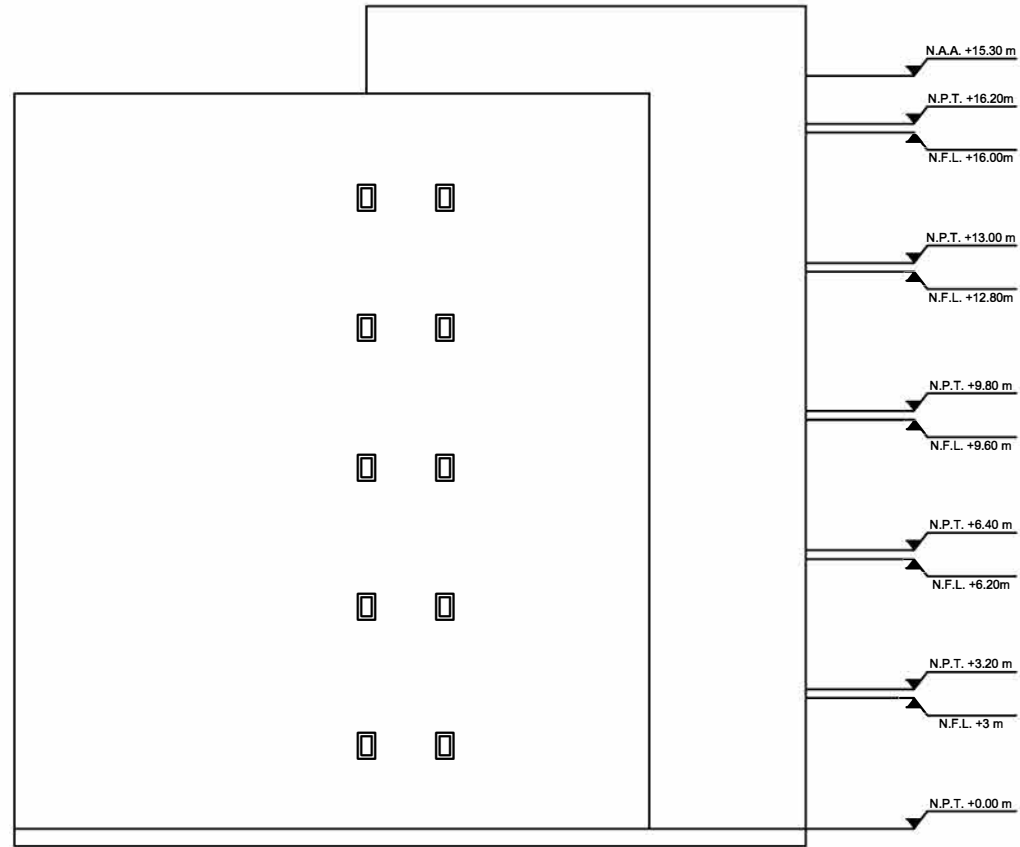 N.A.A. +15.30 m
N.P.T. +16.20m
N.F.L. +16.00m
N.P.T. +13.00 m
N.F.L. +12.80m
N.P.T. +9.80 m
N.F.L. +9.60 m
N.P.T. +6.40 m
N.F.L. +6.20m
N.P.T. +3.20 m
N.F.L. +3 m
N.P.T. +0.00 m